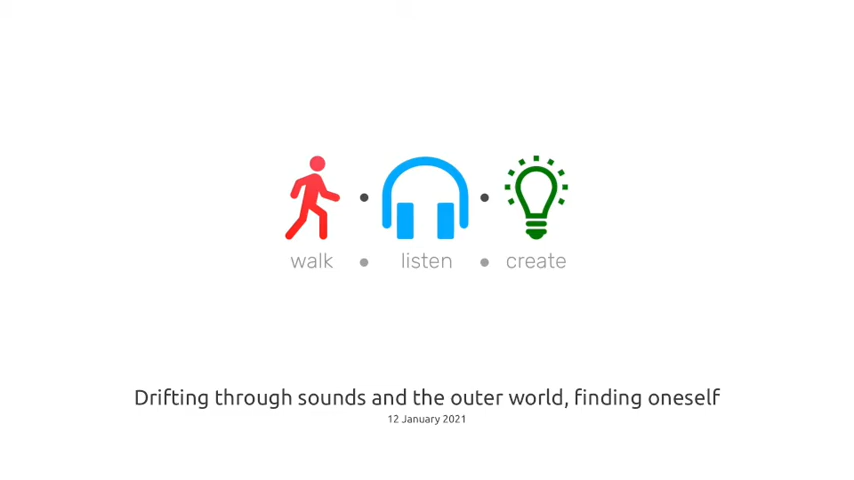 walk • listen • create
Drifting through sounds and the outer world, finding oneself
12 January 2021